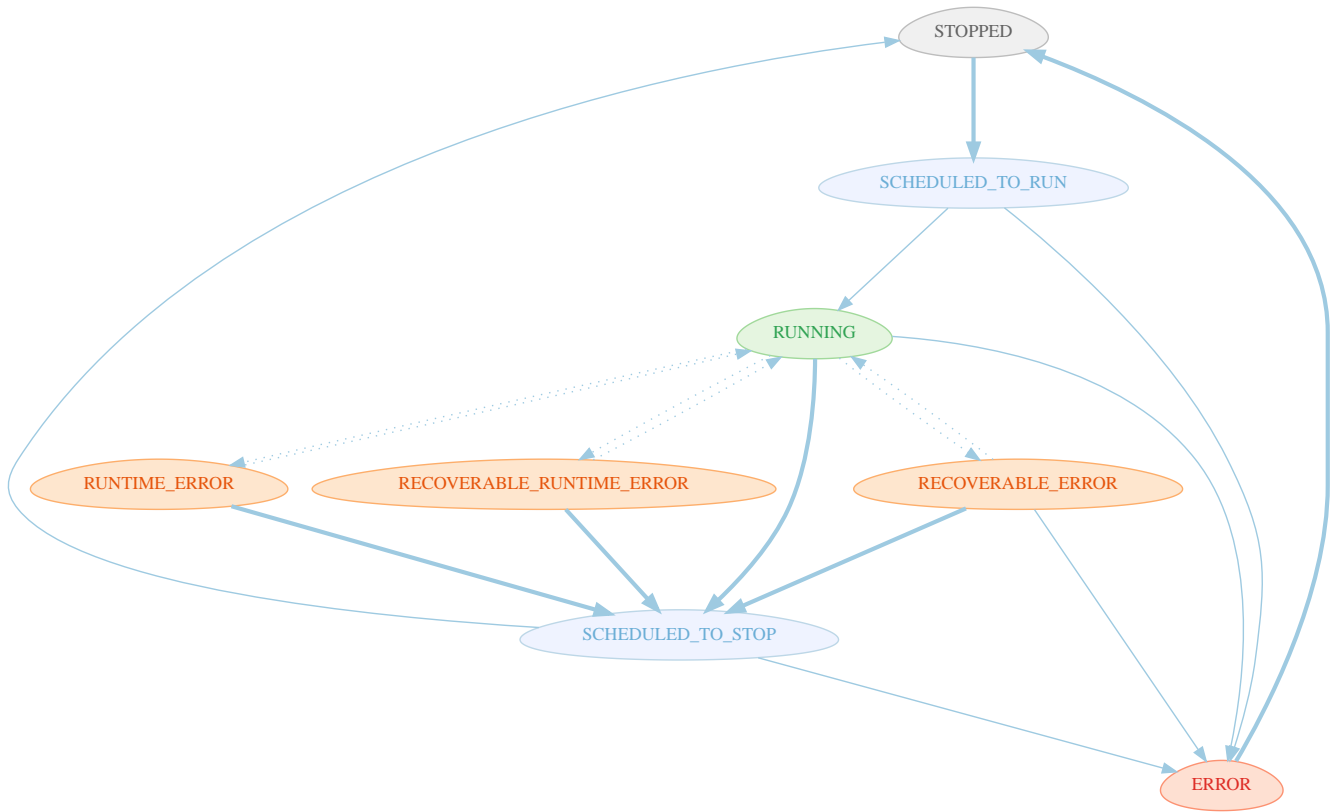 STOPPED
SCHEDULED_TO_RUN
RUNNING
RUNTIME_ERROR
RECOVERABLE_RUNTIME_ERROR
RECOVERABLE_ERROR
SCHEDULED_TO_STOP
ERROR